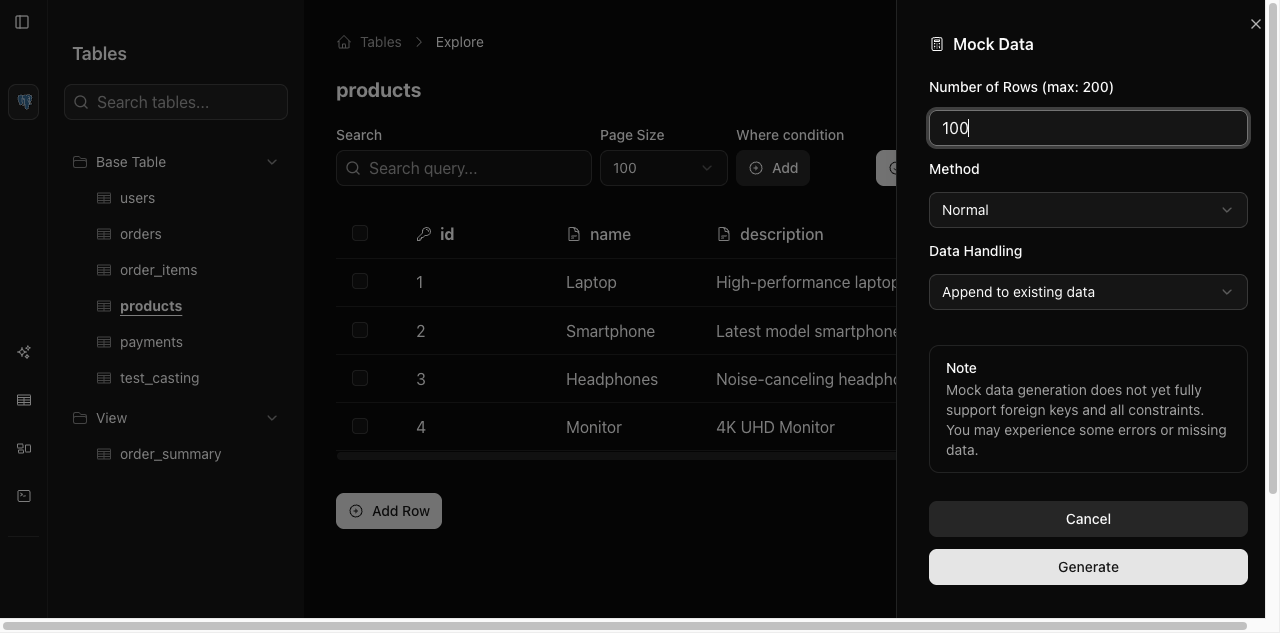 Tables
Search tables...
Base Table
users
orders
order_items
products
payments
test_casting
View
order_summary
Tables
Explore
products
Search
Page Size
Where condition
Search query...
100
Add
id
name
description
1
Laptop
High-performance laptop
2
Smartphone
Latest model smartphone
3
Headphones
Noise-canceling headpho
4
Monitor
4K UHD Monitor
Add Row
Mock Data
Number of Rows (max: 200)
100
Method
Normal
Data Handling
Append to existing data
Note
Mock data generation does not yet fully
support foreign keys and all constraints.
You may experience some errors or missing
data.
Cancel
Generate